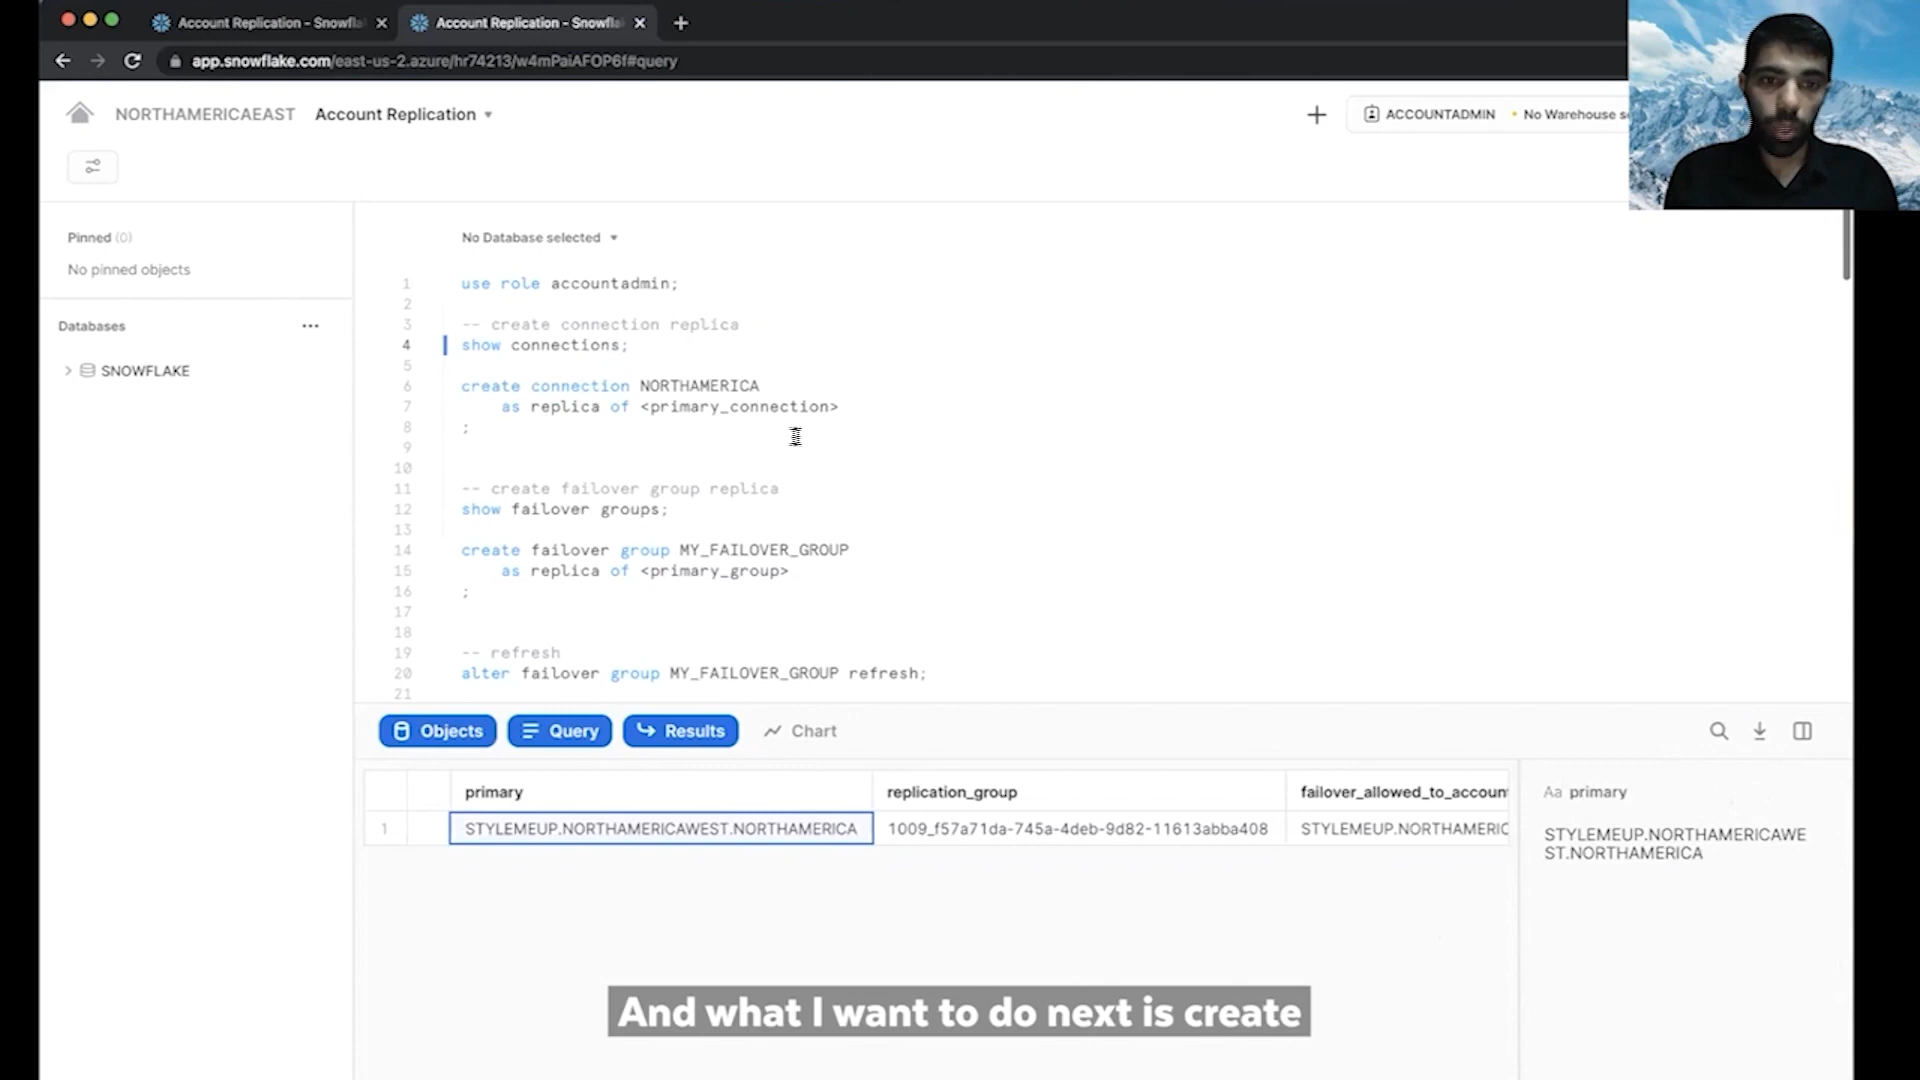 Account Replication - Snowfla
Account Replication - Snowfla
app.snowflake.com/east-us-2.azure/hr74213/w4mPaiAFOP6f#query
NORTHAMERICAEAST Account Replication
ACCOUNTADMIN No Warehouse se
Pinned (0)
No pinned objects
Databases
SNOWFLAKE
No Database selected
1 use role accountadmin;
2
3 -- create connection replica
4 show connections;
5
6 create connection NORTHAMERICA
7 as replica of <primary_connection>
8 ;
9
10
11 -- create failover group replica
12 show failover groups;
13
14 create failover group MY_FAILOVER_GROUP
15 as replica of <primary_group>
16 ;
17
18
19 -- refresh
20 alter failover group MY_FAILOVER_GROUP refresh;
21
Objects Query Results Chart
primary replication_group failover_allowed_to_account
1 STYLEMEUP.NORTHAMERICAWEST.NORTHAMERICA 1009_f57a71da-745a-4deb-9d82-11613abba408 STYLEMEUP.NORTHAMERIC
Aa primary
STYLEMEUP.NORTHAMERICAWE
ST.NORTHAMERICA
And what I want to do next is create